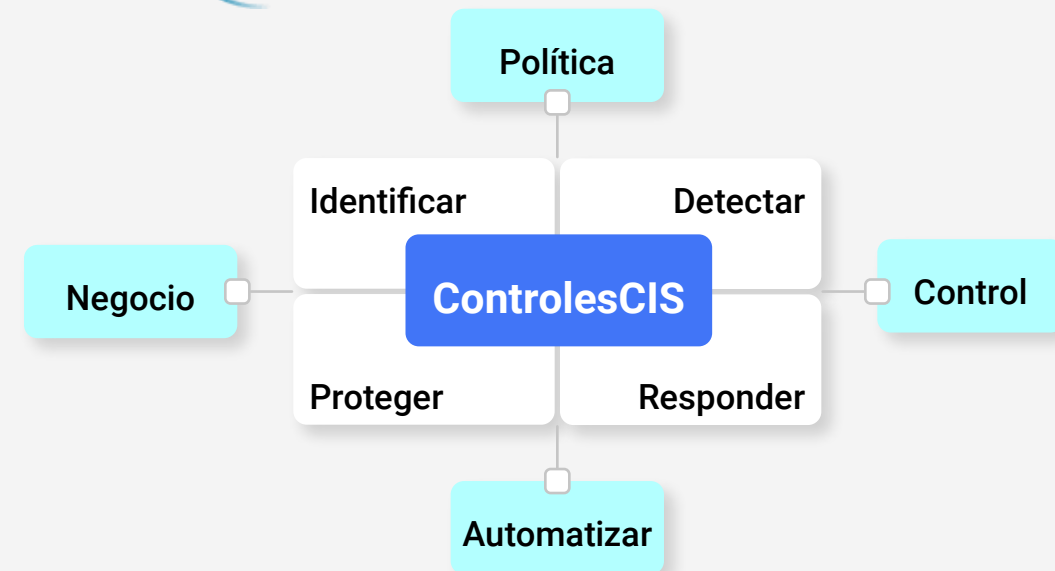 Política
Identificar
Detectar
Negocio
ControlesCIS
Control
Proteger
Responder
Automatizar